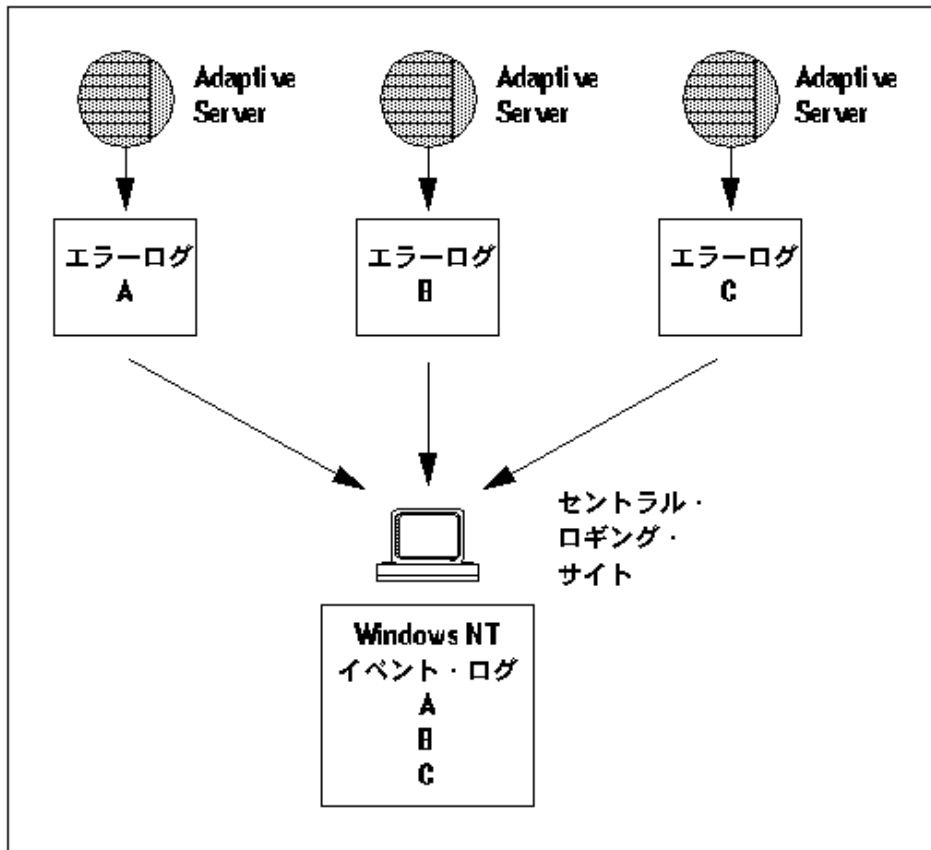 Adaptive
Server
Adaptive
Server
Adaptive
Server
エラーログ
A
エラーログ
B
エラーログ
C
セントラル・
ロギング・
サイト
Windows NT
イベント・ログ
A
B
C